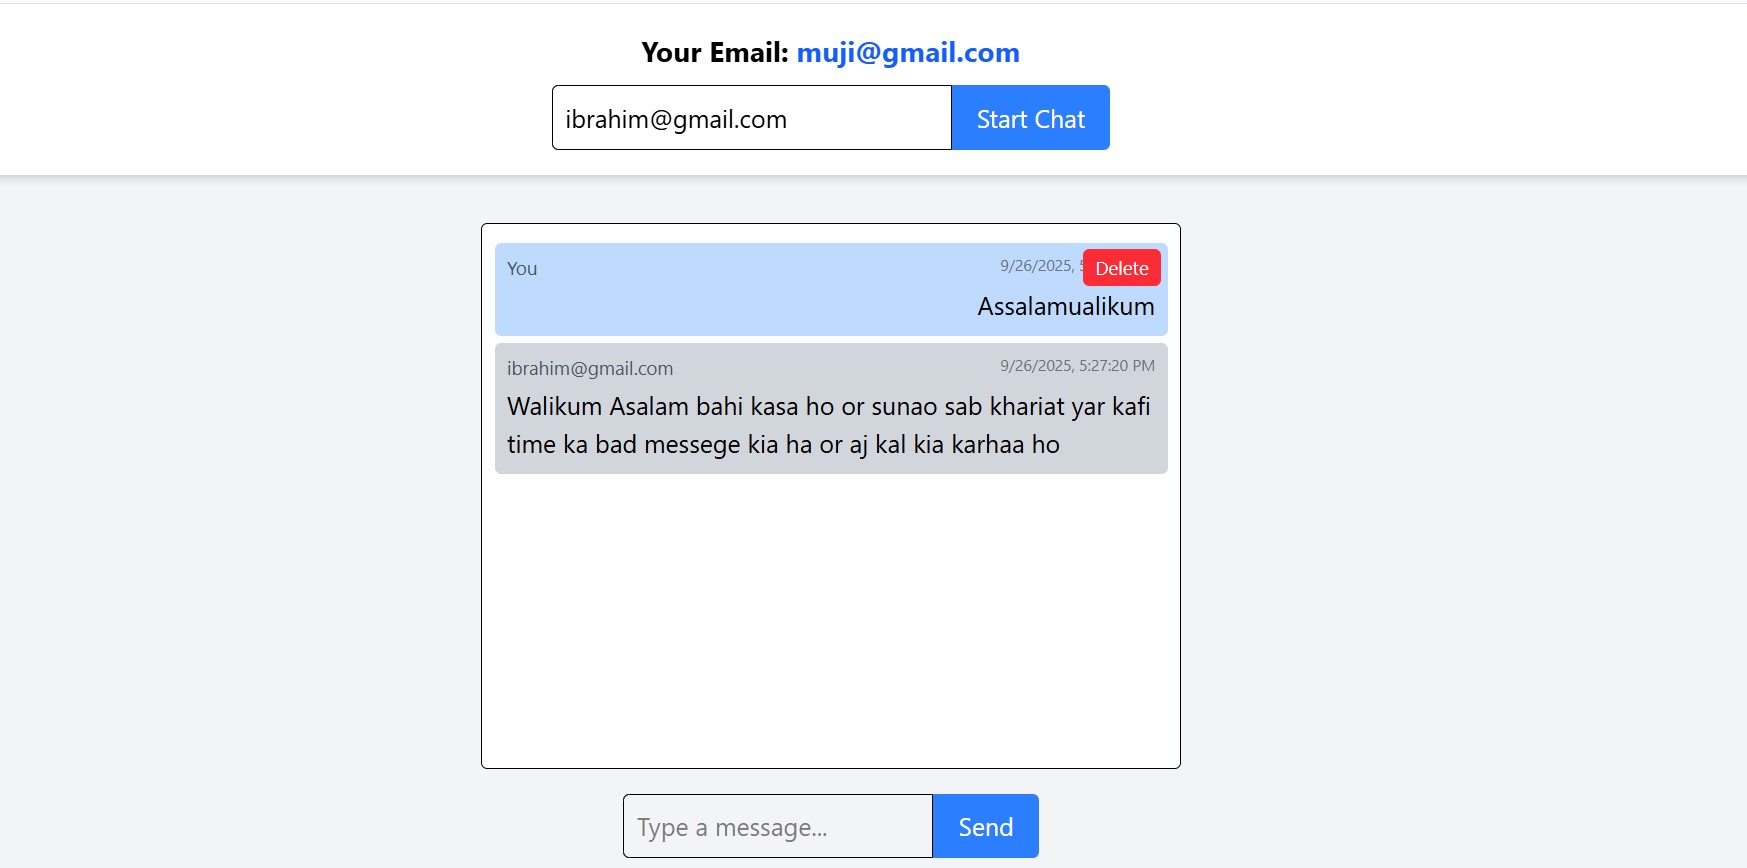 Your Email: muji@gmail.com
ibrahim@gmail.com Start Chat
You 9/26/2025, Delete
Assalamualikum
ibrahim@gmail.com 9/26/2025, 5:27:20 PM
Walikum Asalam bahi kasa ho or sunao sab khariat yar kafi
time ka bad messege kia ha or aj kal kia karhaa ho
Type a message... Send